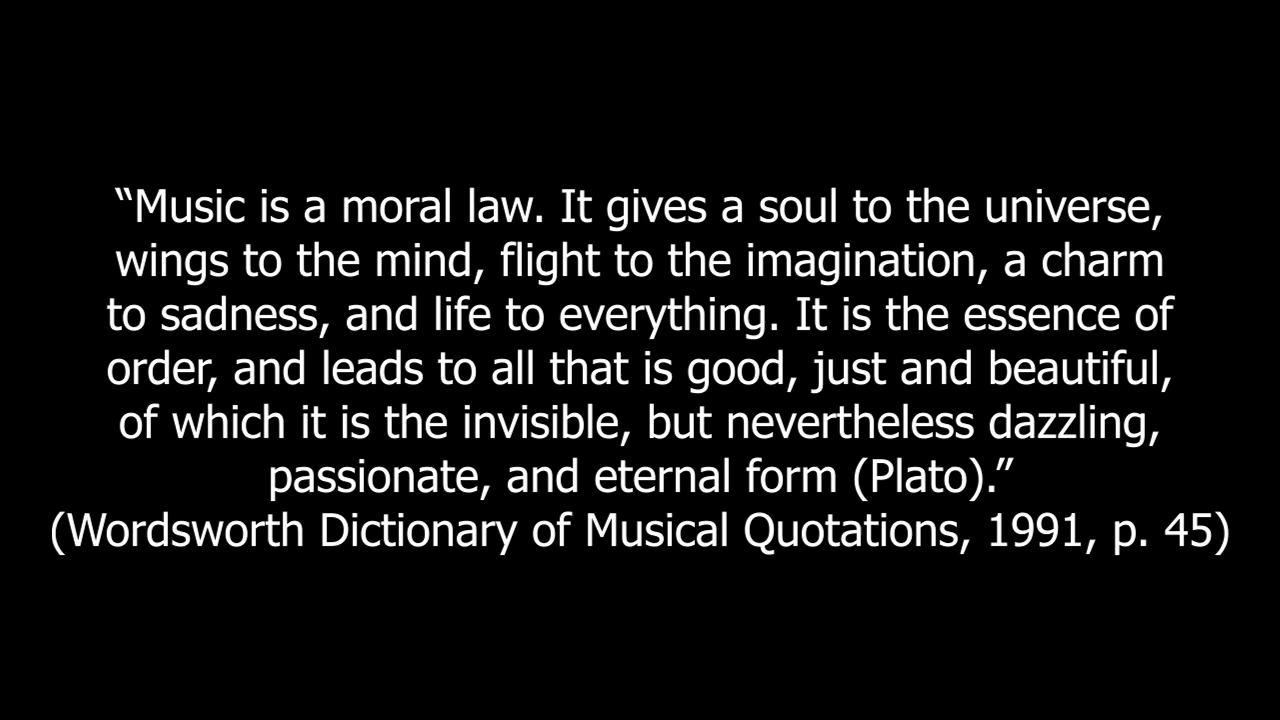 “Music is a moral law. It gives a soul to the universe,
wings to the mind, flight to the imagination, a charm
to sadness, and life to everything. It is the essence of
order, and leads to all that is good, just and beautiful,
of which it is the invisible, but nevertheless dazzling,
passionate, and eternal form (Plato).”
(Wordsworth Dictionary of Musical Quotations, 1991, p. 45)